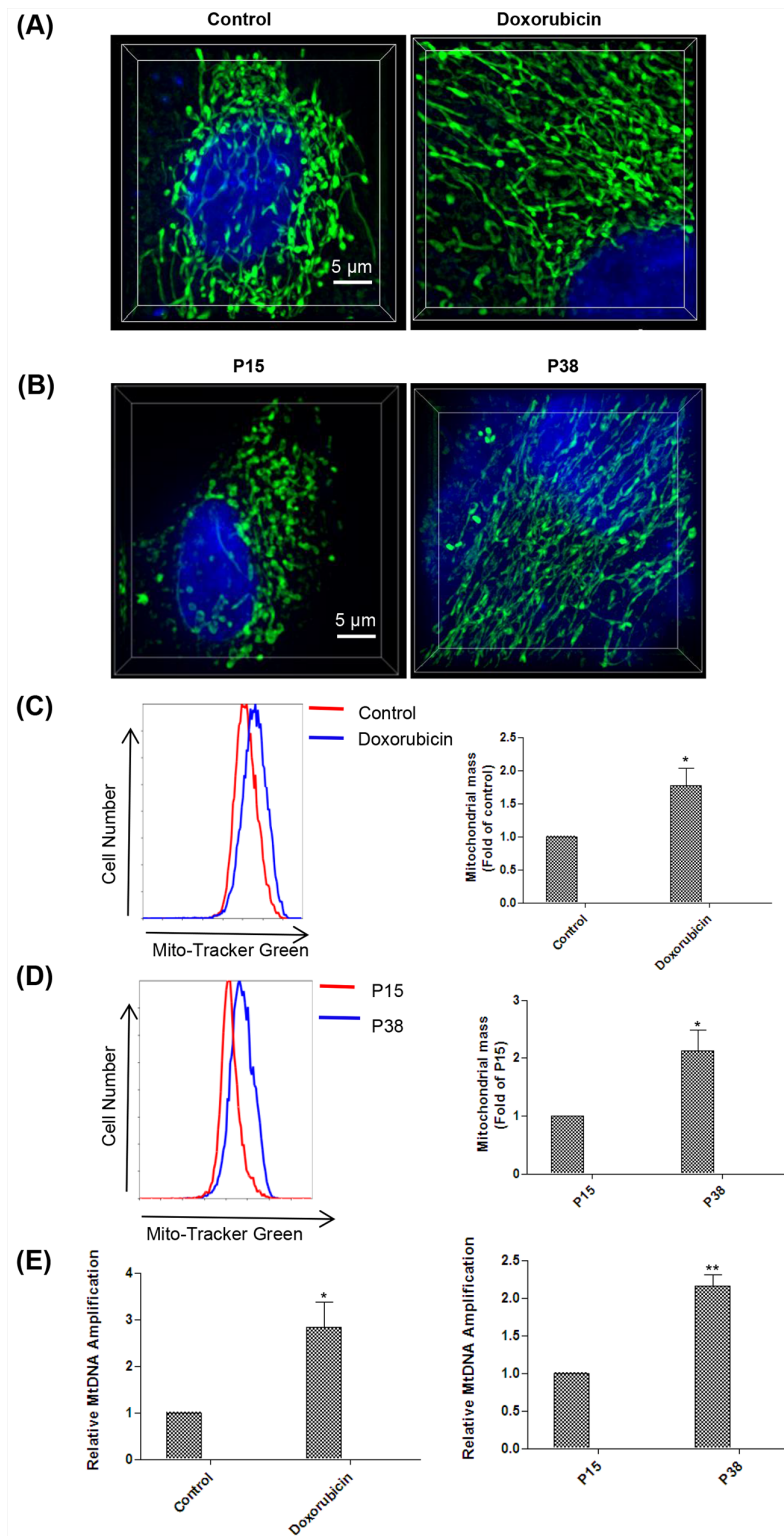 (A)
Control
Doxorubicin
5 µm
(B)
P15
P38
5 µm
(C)
Cell Number
Mito-Tracker Green
Control
Doxorubicin
Mitochondrial mass
(Fold of control)
2.5
2.0
1.5
1.0
0.5
0.0
Control
Doxorubicin
*
(D)
Cell Number
Mito-Tracker Green
P15
P38
Mitochondrial mass
(Fold of P15)
3
2
1
0
P15
P38
*
(E)
Relative MtDNA Amplification
4
3
2
1
0
Control
Doxorubicin
*
Relative MtDNA Amplification
2.5
2.0
1.5
1.0
0.5
0.0
P15
P38
**